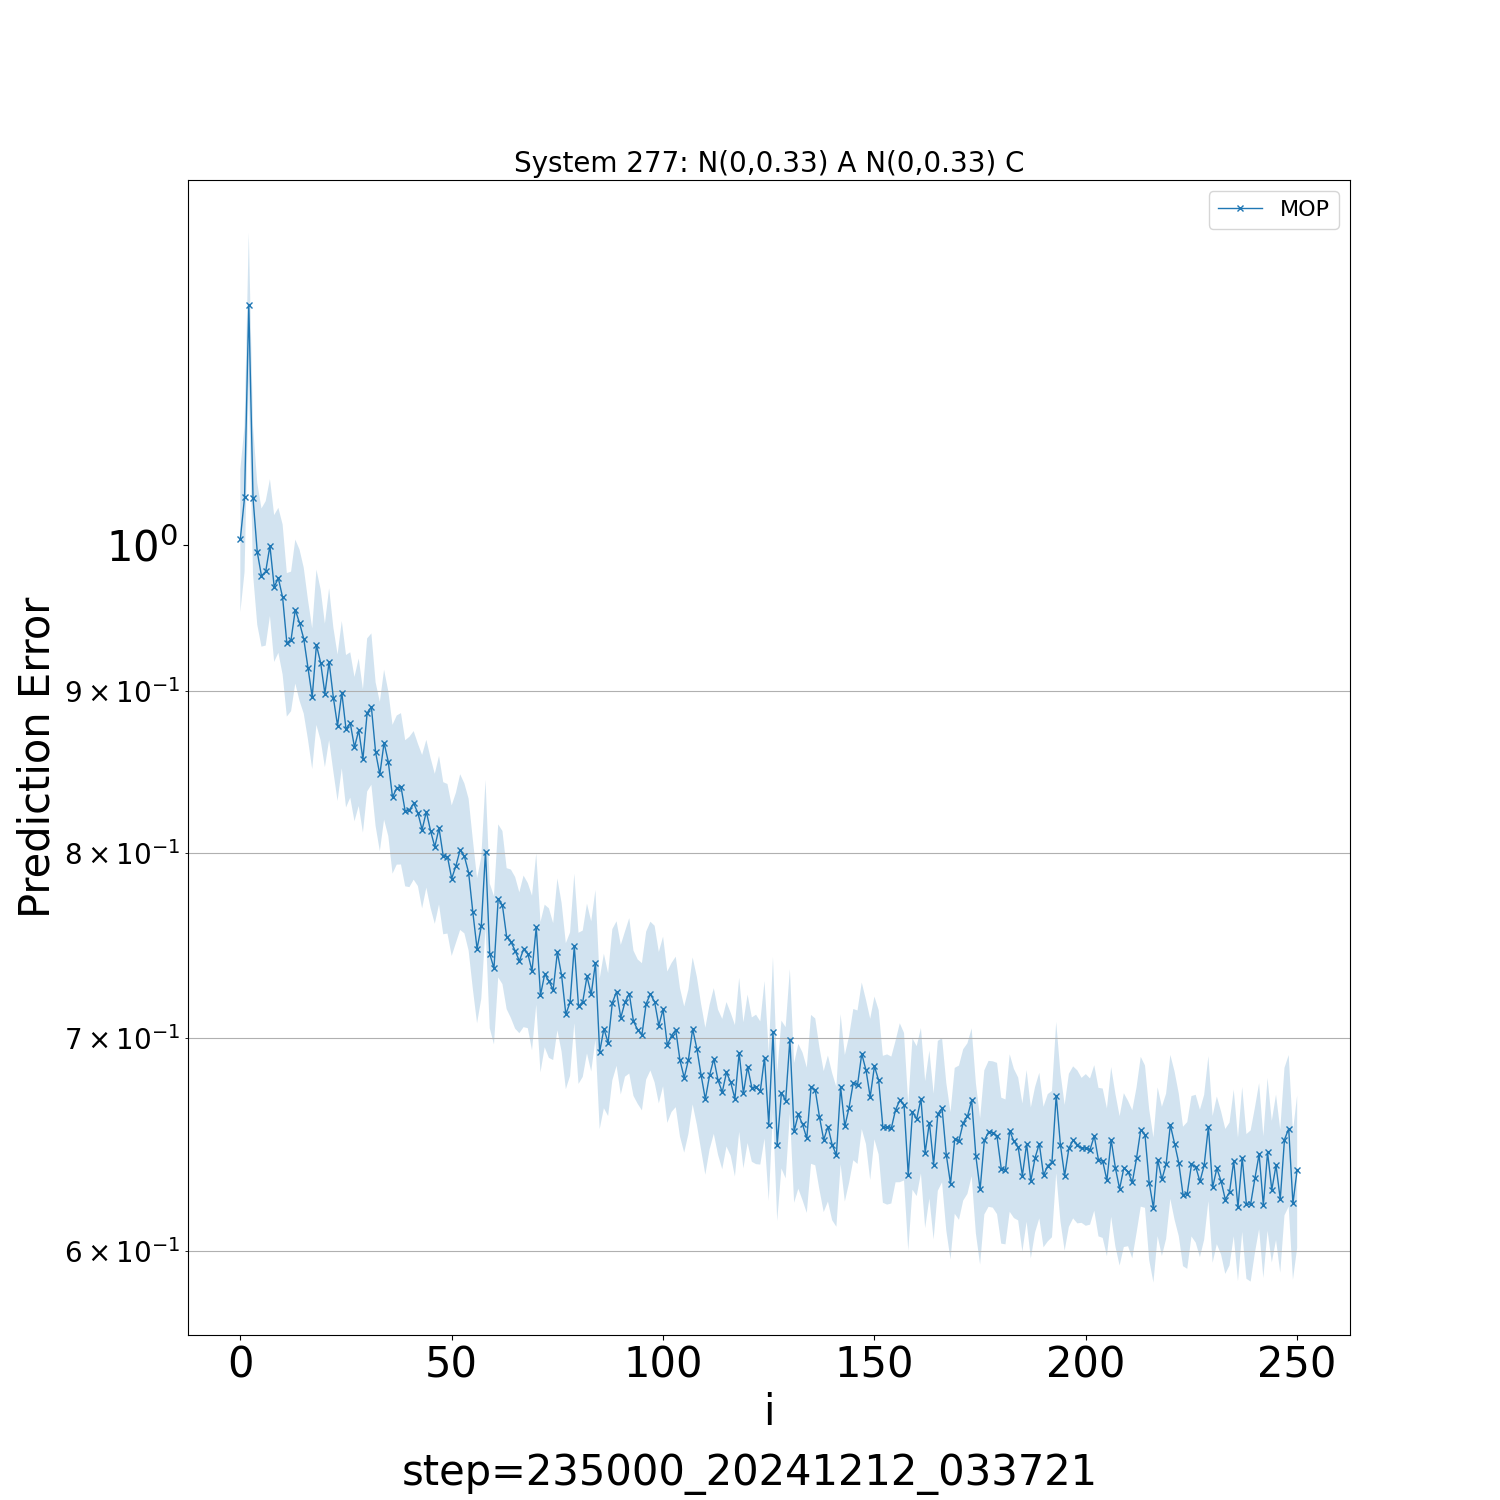 System 277: N(0,0.33) A N(0,0.33) C
MOP
Prediction Error
10⁰
9 × 10⁻¹
8 × 10⁻¹
7 × 10⁻¹
6 × 10⁻¹
0 50 100 150 200 250
i
step=235000_20241212_033721